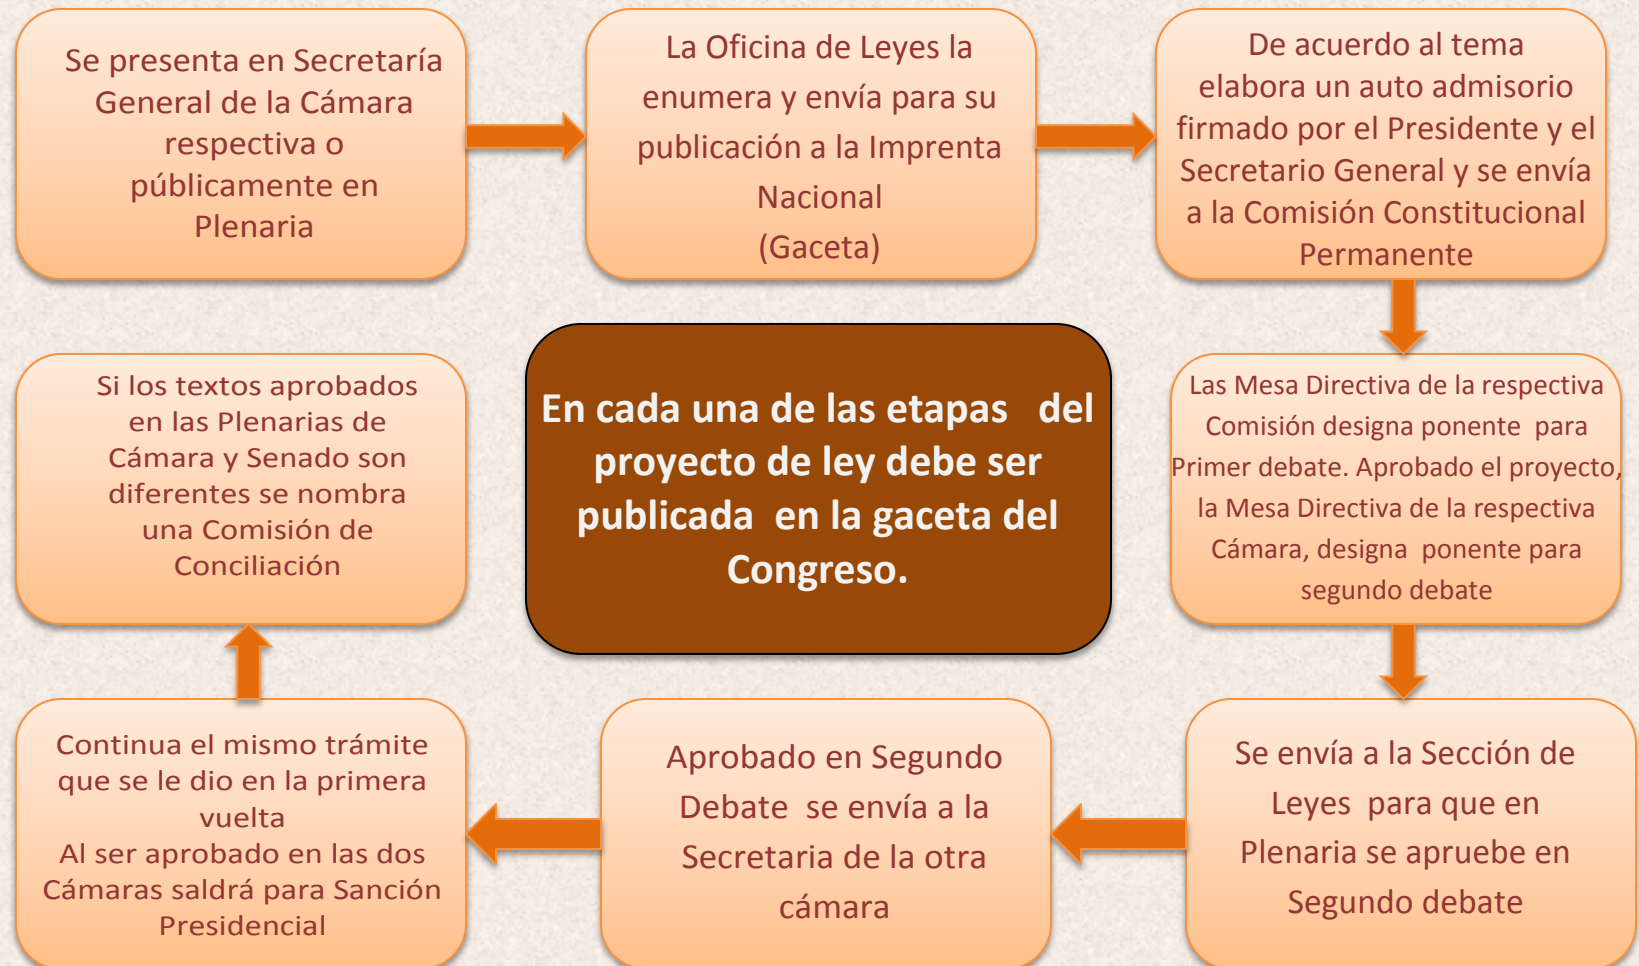 Se presenta en Secretaría
General de la Cámara
respectiva o
públicamente en
Plenaria
La Oficina de Leyes la
enumera y envía para su
publicación a la Imprenta
Nacional
(Gaceta)
De acuerdo al tema
elabora un auto admisorio
firmado por el Presidente y el
Secretario General y se envía
a la Comisión Constitucional
Permanente
Las Mesa Directiva de la respectiva
Comisión designa ponente para
Primer debate. Aprobado el proyecto,
la Mesa Directiva de la respectiva
Cámara, designa ponente para
segundo debate
Se envía a la Sección de
Leyes para que en
Plenaria se apruebe en
Segundo debate
Aprobado en Segundo
Debate se envía a la
Secretaria de la otra
cámara
Continua el mismo trámite
que se le dio en la primera
vuelta
Al ser aprobado en las dos
Cámaras saldrá para Sanción
Presidencial
Si los textos aprobados
en las Plenarias de
Cámara y Senado son
diferentes se nombra
una Comisión de
Conciliación
En cada una de las etapas del
proyecto de ley debe ser
publicada en la gaceta del
Congreso.